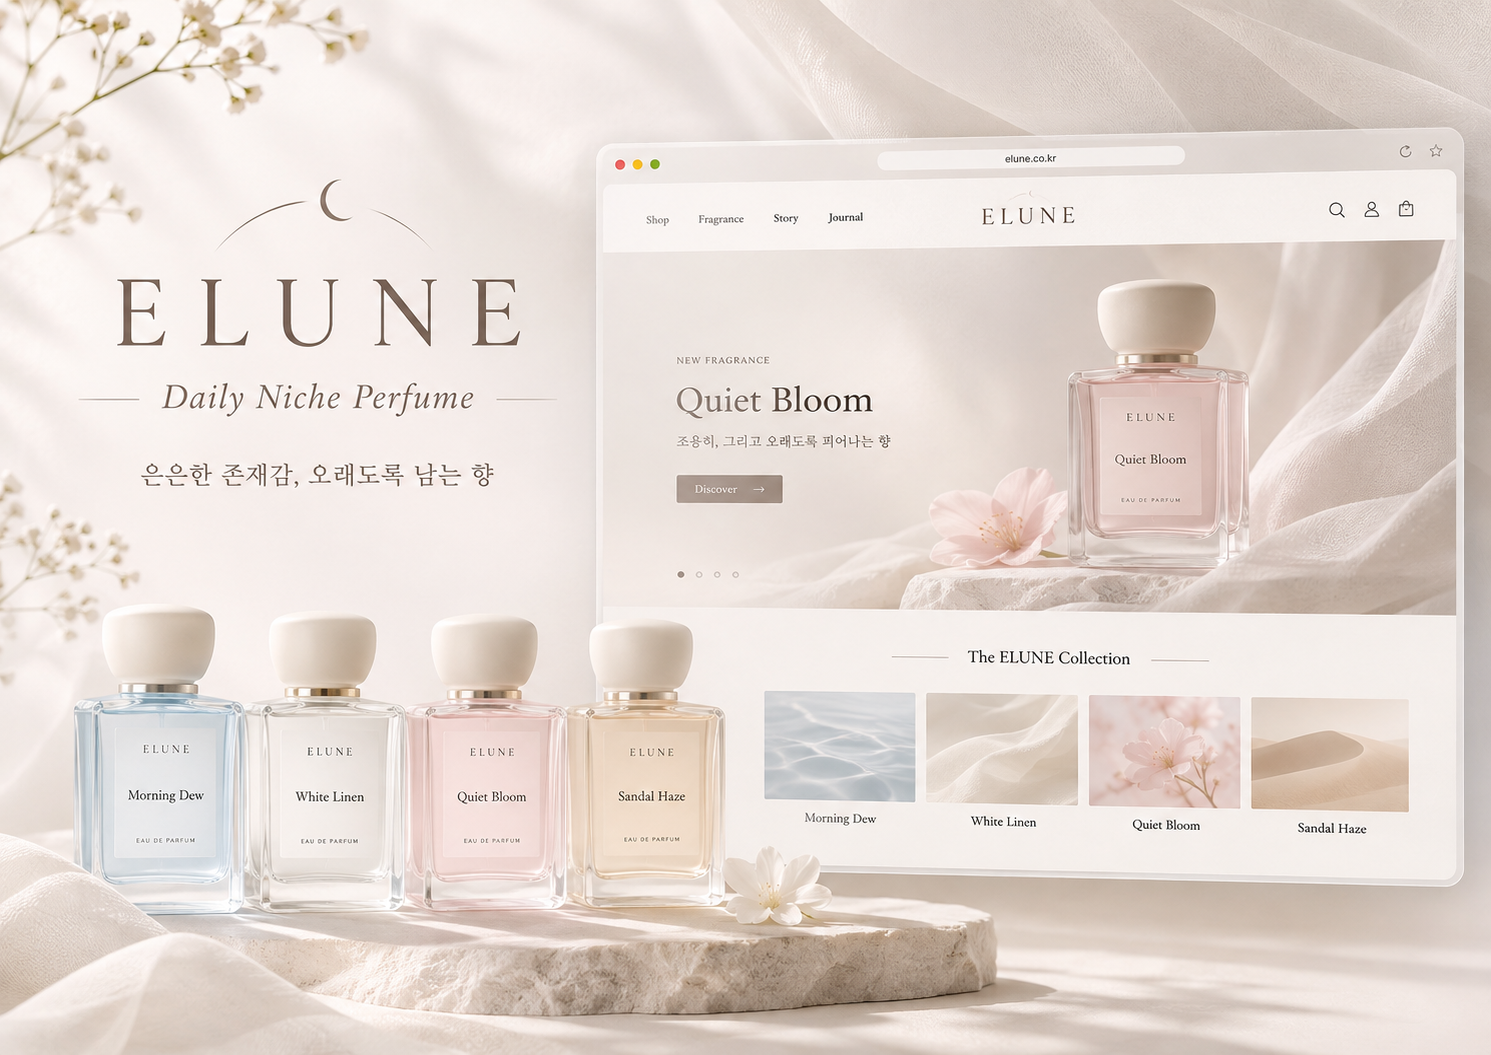 ELUNE
Daily Niche Perfume
은은한 존재감, 오래도록 남는 향
ELUNE
Morning Dew
EAU DE PARFUM
ELUNE
White Linen
EAU DE PARFUM
ELUNE
Quiet Bloom
EAU DE PARFUM
ELUNE
Sandal Haze
EAU DE PARFUM
elune.co.kr
Shop Fragrance Story Journal
ELUNE
NEW FRAGRANCE
Quiet Bloom
조용히, 그리고 오래도록 피어나는 향
Discover →
ELUNE
Quiet Bloom
EAU DE PARFUM
The ELUNE Collection
Morning Dew
White Linen
Quiet Bloom
Sandal Haze